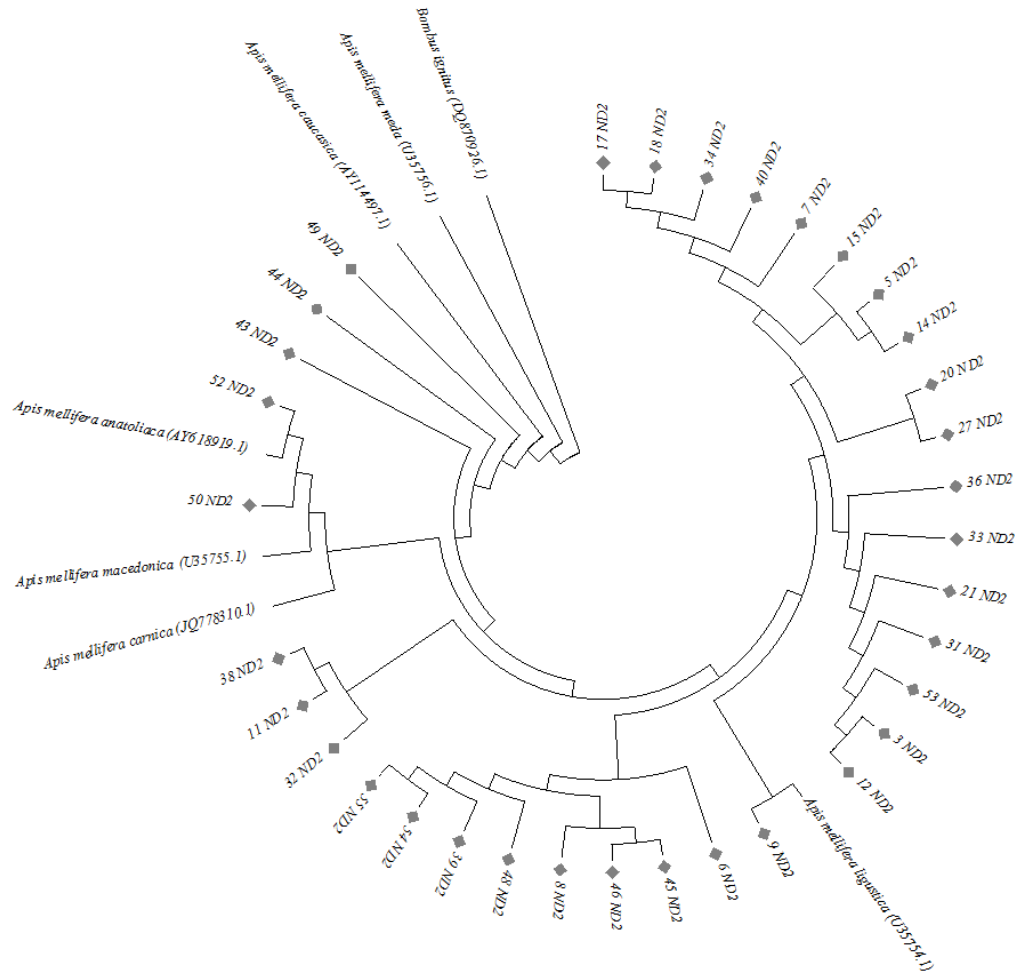 Bombus ignitus (DQ870926.1)
17 ND2
18 ND2
34 ND2
40 ND2
7 ND2
15 ND2
5 ND2
14 ND2
20 ND2
27 ND2
36 ND2
33 ND2
21 ND2
31 ND2
53 ND2
3 ND2
12 ND2
Apis mellifera ligustica (U35754.1)
9 ND2
6 ND2
45 ND2
46 ND2
8 ND2
48 ND2
39 ND2
54 ND2
55 ND2
32 ND2
11 ND2
38 ND2
Apis mellifera carnica (JQ778310.1)
Apis mellifera macedonica (U35755.1)
50 ND2
Apis mellifera anatoliaca (AY618919.1)
52 ND2
43 ND2
44 ND2
49 ND2
Apis mellifera caucasica (AY114497.1)
Apis mellifera meda (U35756.1)